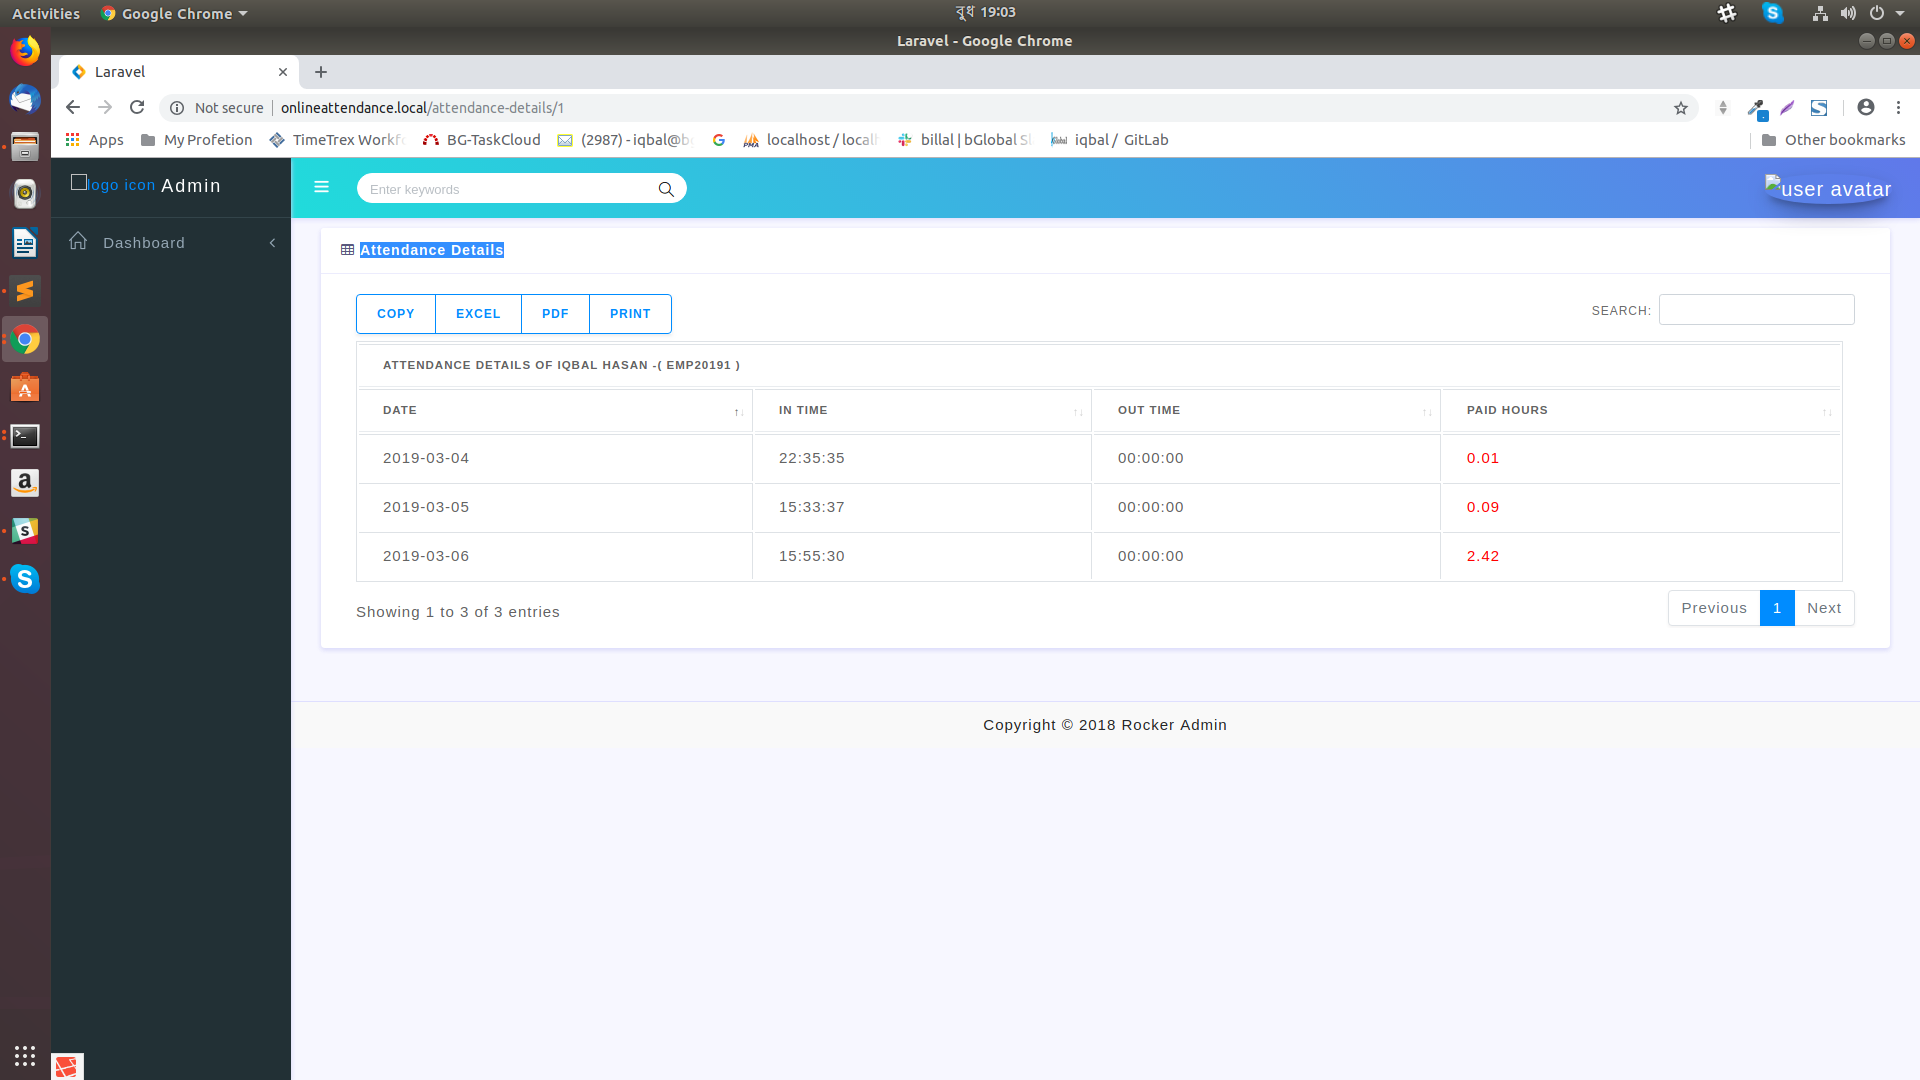 Activities Google Chrome বুধ 19:03
Laravel - Google Chrome
Laravel
Not secure onlineattendance.local/attendance-details/1
Apps My Profetion TimeTrex Workf BG-TaskCloud (2987) - iqbal@b localhost / local billal | bGlobal S iqbal / GitLab Other bookmarks
logo icon Admin Enter keywords user avatar
Dashboard
Attendance Details
COPY EXCEL PDF PRINT SEARCH:
ATTENDANCE DETAILS OF IQBAL HASAN -( EMP20191 )
DATE IN TIME OUT TIME PAID HOURS
2019-03-04 22:35:35 00:00:00 0.01
2019-03-05 15:33:37 00:00:00 0.09
2019-03-06 15:55:30 00:00:00 2.42
Showing 1 to 3 of 3 entries Previous 1 Next
Copyright © 2018 Rocker Admin